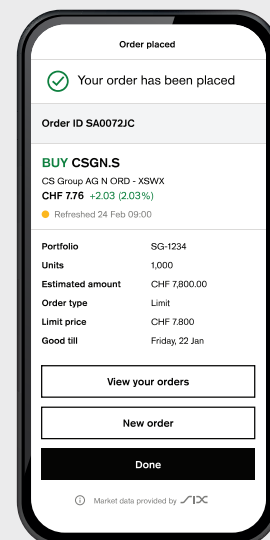 Order placed
Your order has been placed
Order ID SA0072JC
BUY CSGN.S
CS Group AG N ORD - XSWX
CHF 7.76 +2.03 (2.03%)
Refreshed 24 Feb 09:00
Portfolio SG-1234
Units 1,000
Estimated amount CHF 7,800.00
Order type Limit
Limit price CHF 7.800
Good till Friday, 22 Jan
View your orders
New order
Done
Market data provided by SIX